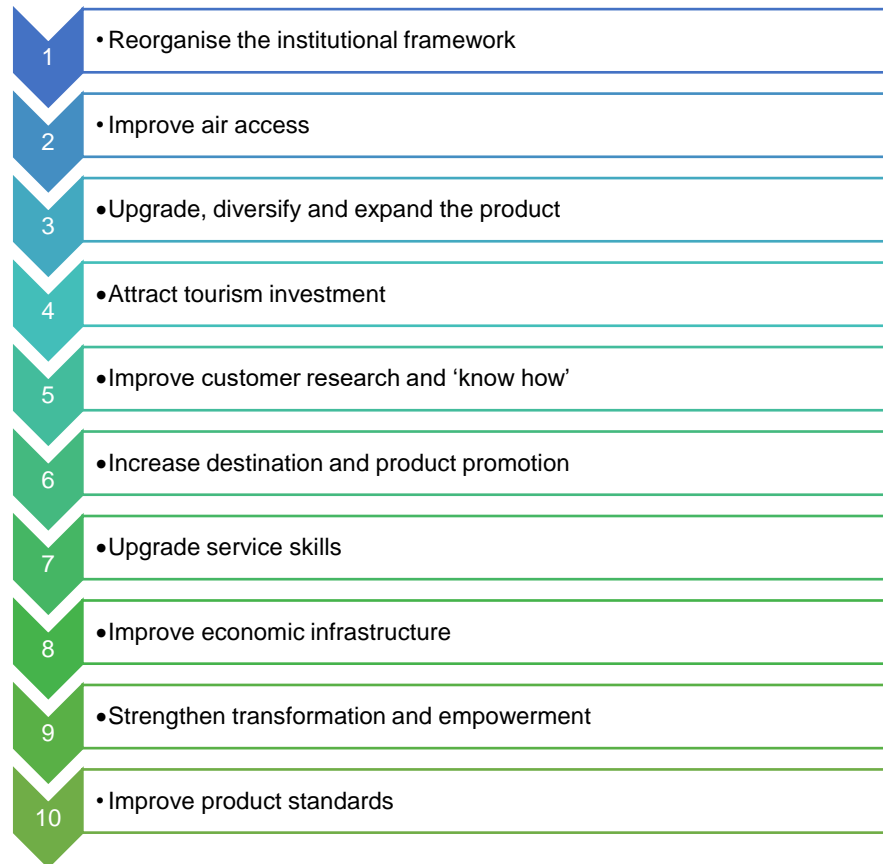 1
• Reorganise the institutional framework
2
• Improve air access
3
•Upgrade, diversify and expand the product
4
•Attract tourism investment
5
•Improve customer research and ‘know how’
6
•Increase destination and product promotion
7
•Upgrade service skills
8
•Improve economic infrastructure
9
•Strengthen transformation and empowerment
10
• Improve product standards